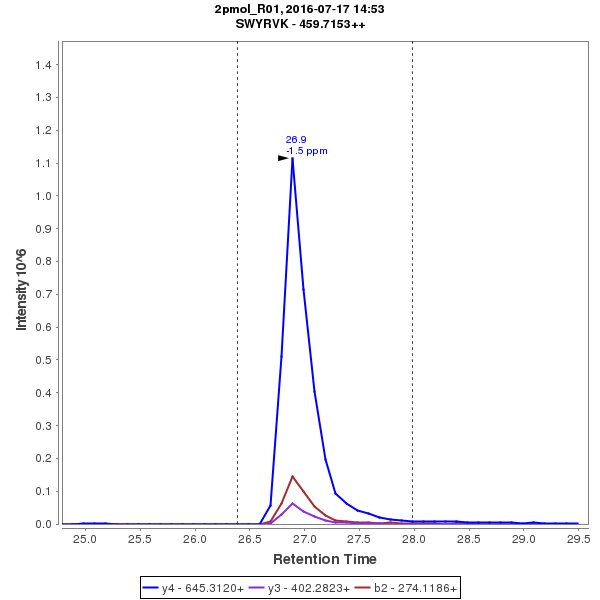 2pmol_R01, 2016-07-17 14:53
SWYRVK - 459.7153++
1.4
1.3
1.2
1.1
1.0
0.9
0.8
0.7
0.6
0.5
0.4
0.3
0.2
0.1
0.0
Intensity 10^6
26.9
-1.5 ppm
25.0 25.5 26.0 26.5 27.0 27.5 28.0 28.5 29.0 29.5
Retention Time
y4 - 645.3120+ y3 - 402.2823+ b2 - 274.1186+